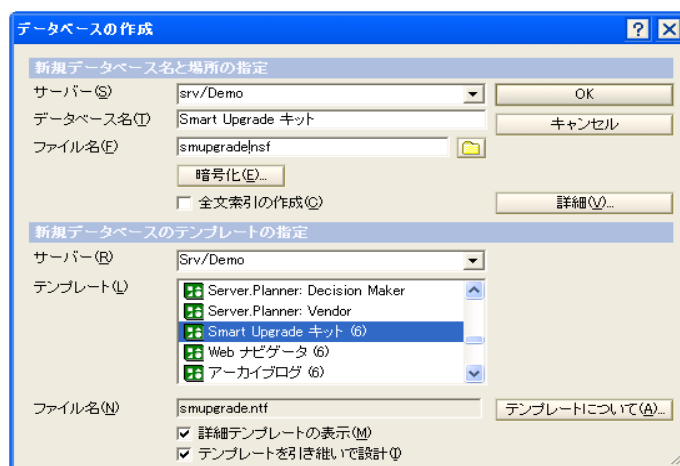 データベースの作成
新規データベース名と場所の指定
サーバー(S) srv/Demo OK
データベース名(T) Smart Upgrade キット キャンセル
ファイル名(F) smupgrade.nsf
暗号化(E)...
全文索引の作成(C) 詳細(V)...
新規データベースのテンプレートの指定
サーバー(R) Srv/Demo
テンプレート(L) Server.Planner: Decision Maker
Server.Planner: Vendor
Smart Upgrade キット (6)
Web ナビゲータ (6)
アーカイブログ (6)
ファイル名(N) smupgrade.ntf テンプレートについて(A)...
詳細テンプレートの表示(M)
テンプレートを引き継いで設計(I)